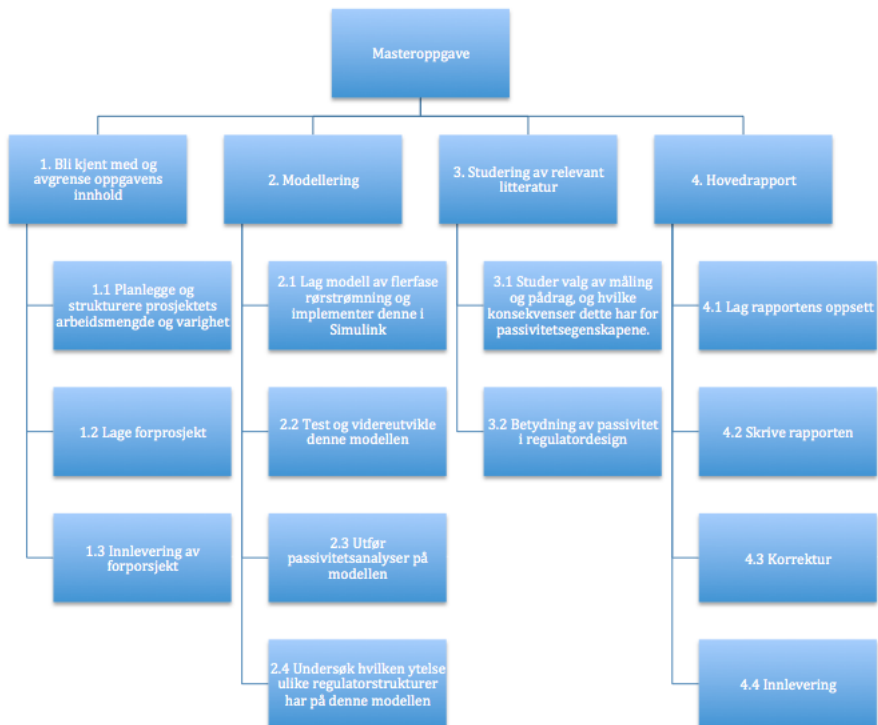 Masteroppgave
1. Bli kjent med og
avgrense oppgavens
innhold
2. Modellering
3. Studering av relevant
litteratur
4. Hovedrapport
1.1 Planlegge og
strukturere prosjektets
arbeidsmengde og varighet
2.1 Lag modell av flerfase
rørstrømning og
implementer denne i
Simulink
3.1 Studer valg av måling
og pådrag, og hvilke
konsekvenser dette har for
passivitetsegenskapene.
4.1 Lag rapportens oppsett
1.2 Lage forprosjekt
2.2 Test og videreutvikle
denne modellen
3.2 Betydning av passivitet
i regulatordesign
4.2 Skrive rapporten
1.3 Innlevering av
forporsjekt
2.3 Utfør
passivitetsanalyser på
modellen
4.3 Korrektur
2.4 Undersøk hvilken ytelse
ulike regulatorstrukturer
har på denne modellen
4.4 Innlevering